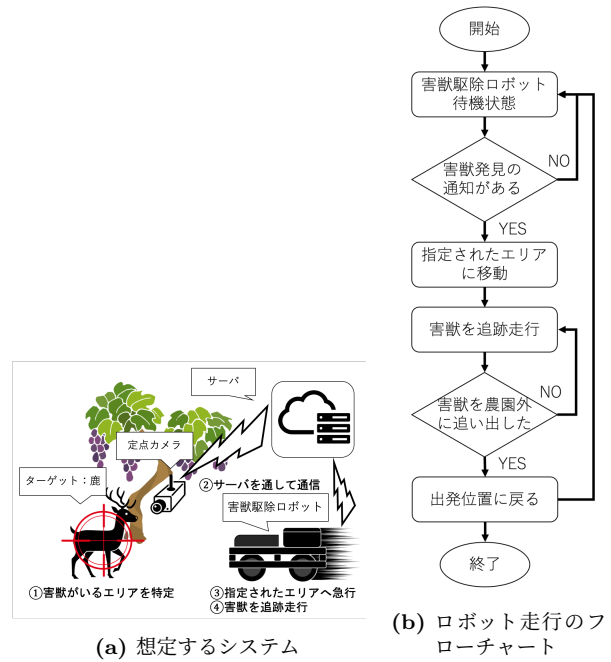 サーバ
定点カメラ
ターゲット：鹿
②サーバを通して通信
害獣駆除ロボット
①害獣がいるエリアを特定
③指定されたエリアへ急行
④害獣を追跡走行
(a) 想定するシステム
開始
害獣駆除ロボット
待機状態
害獣発見の
通知がある
NO
YES
指定されたエリア
に移動
害獣を追跡走行
害獣を農園外
に追い出した
NO
YES
出発位置に戻る
終了
(b) ロボット走行のフ
ローチャート